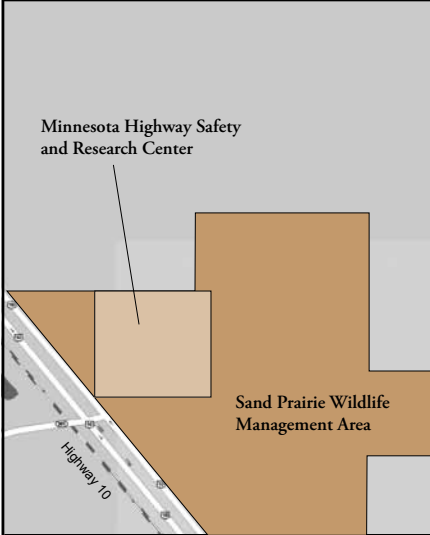 Minnesota Highway Safety
and Research Center
Sand Prairie Wildlife
Management Area
Highway 10